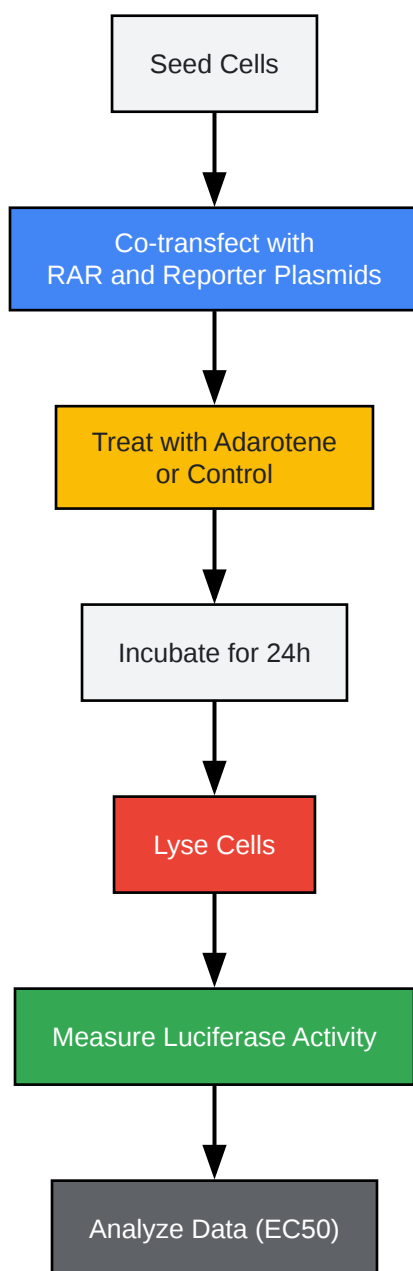 Seed Cells
Co-transfect with
RAR and Reporter Plasmids
Treat with Adarotene
or Control
Incubate for 24h
Lyse Cells
Measure Luciferase Activity
Analyze Data (EC50)